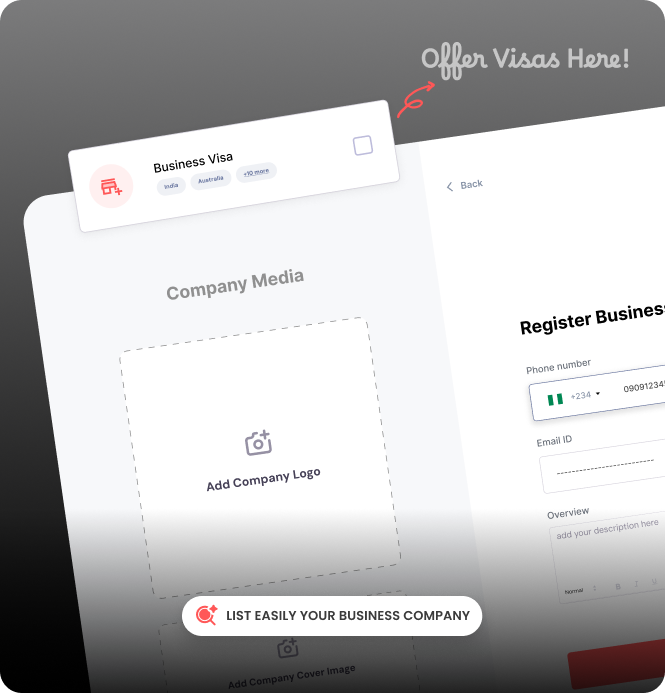 Offer Visas Here!
Business Visa
India
Australia
+10 more
Back
Company Media
Register Business
Phone number
+234
09091234
Add Company Logo
Email ID
Overview
add your description here
Normal
B I U
LIST EASILY YOUR BUSINESS COMPANY
Add Company Cover Image